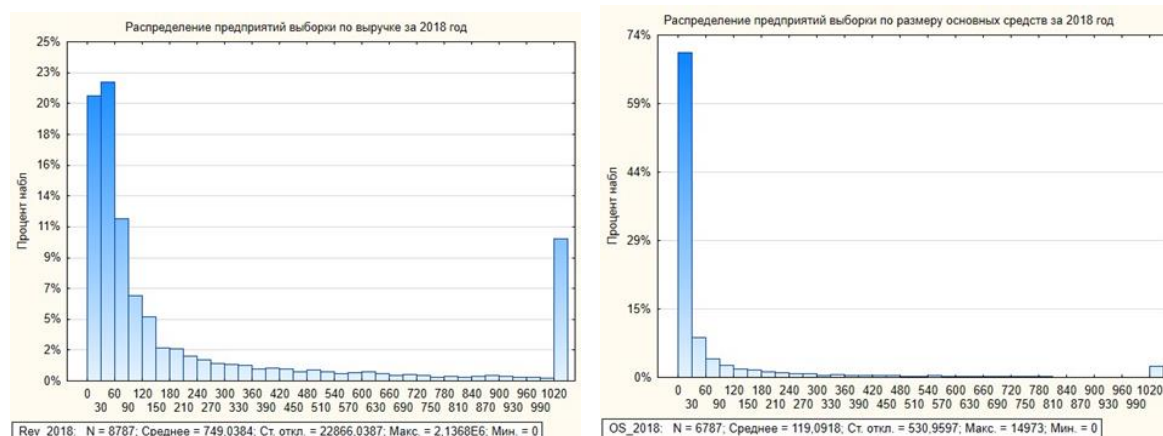 Распределение предприятий выборки по выручке за 2018 год
25%
23%
20%
18%
16%
14%
11%
9%
7%
5%
2%
0%
Процент набл
0 60 120 180 240 300 360 420 480 540 600 660 720 780 840 900 960 1020
30 90 150 210 270 330 390 450 510 570 630 690 750 810 870 930 990
Rev_2018: N = 8787; Среднее = 749,0384; Ст. откл. = 22866,0387; Макс. = 2,1368E6; Мин. = 0
Распределение предприятий выборки по размеру основных средств за 2018 год
74%
59%
44%
29%
15%
0%
Процент набл
0 60 120 180 240 300 360 420 480 540 600 660 720 780 840 900 960 1020
30 90 150 210 270 330 390 450 510 570 630 690 750 810 870 930 990
OS_2018: N = 6787; Среднее = 119,0918; Ст. откл. = 530,9597; Макс. = 14973; Мин. = 0